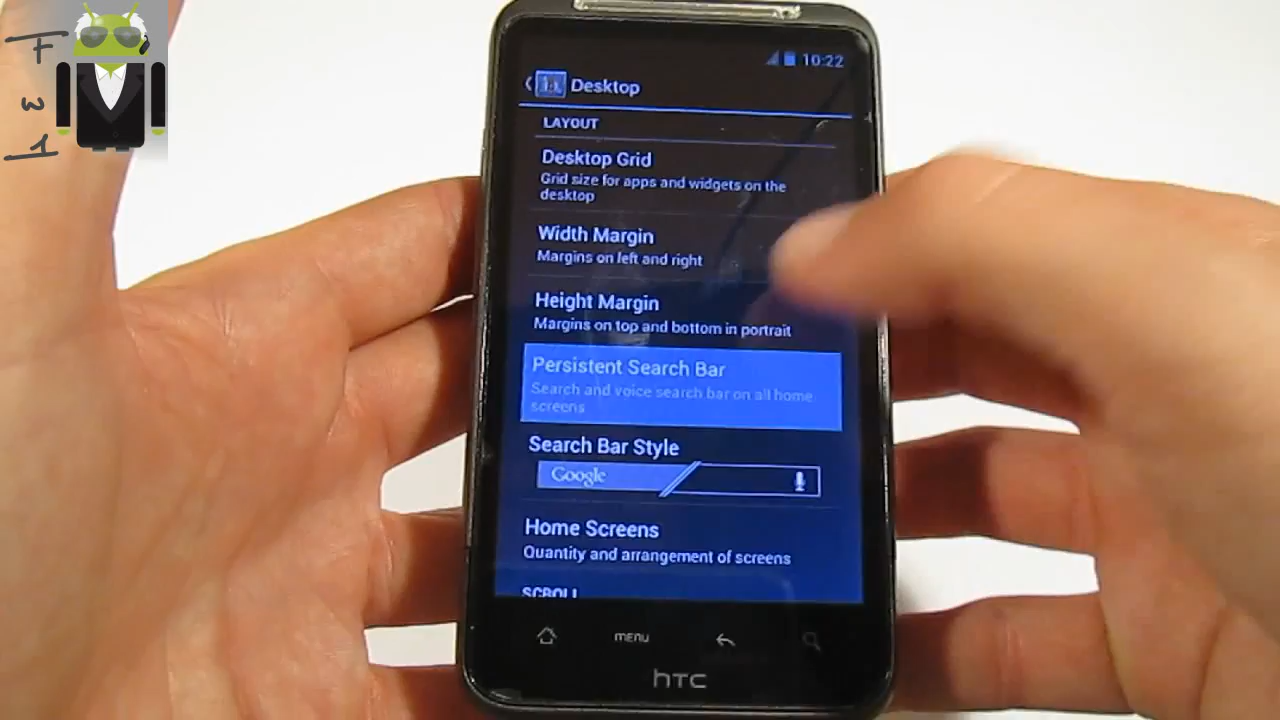 F
w
1
10:22
Desktop
LAYOUT
Desktop Grid
Grid size for apps and widgets on the
desktop
Width Margin
Margins on left and right
Height Margin
Margins on top and bottom in portrait
Persistent Search Bar
Search and voice search bar on all home
screens
Search Bar Style
Google
Home Screens
Quantity and arrangement of screens
SCROLL
MENU
hTC